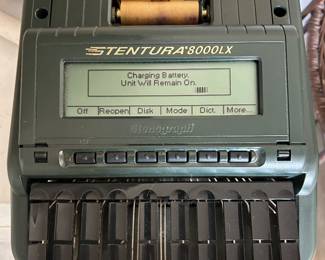 STENTURA 8000LX
Charging Battery.
Unit Will Remain On.
Off Reopen Disk Mode Dict. More...
Stenograph